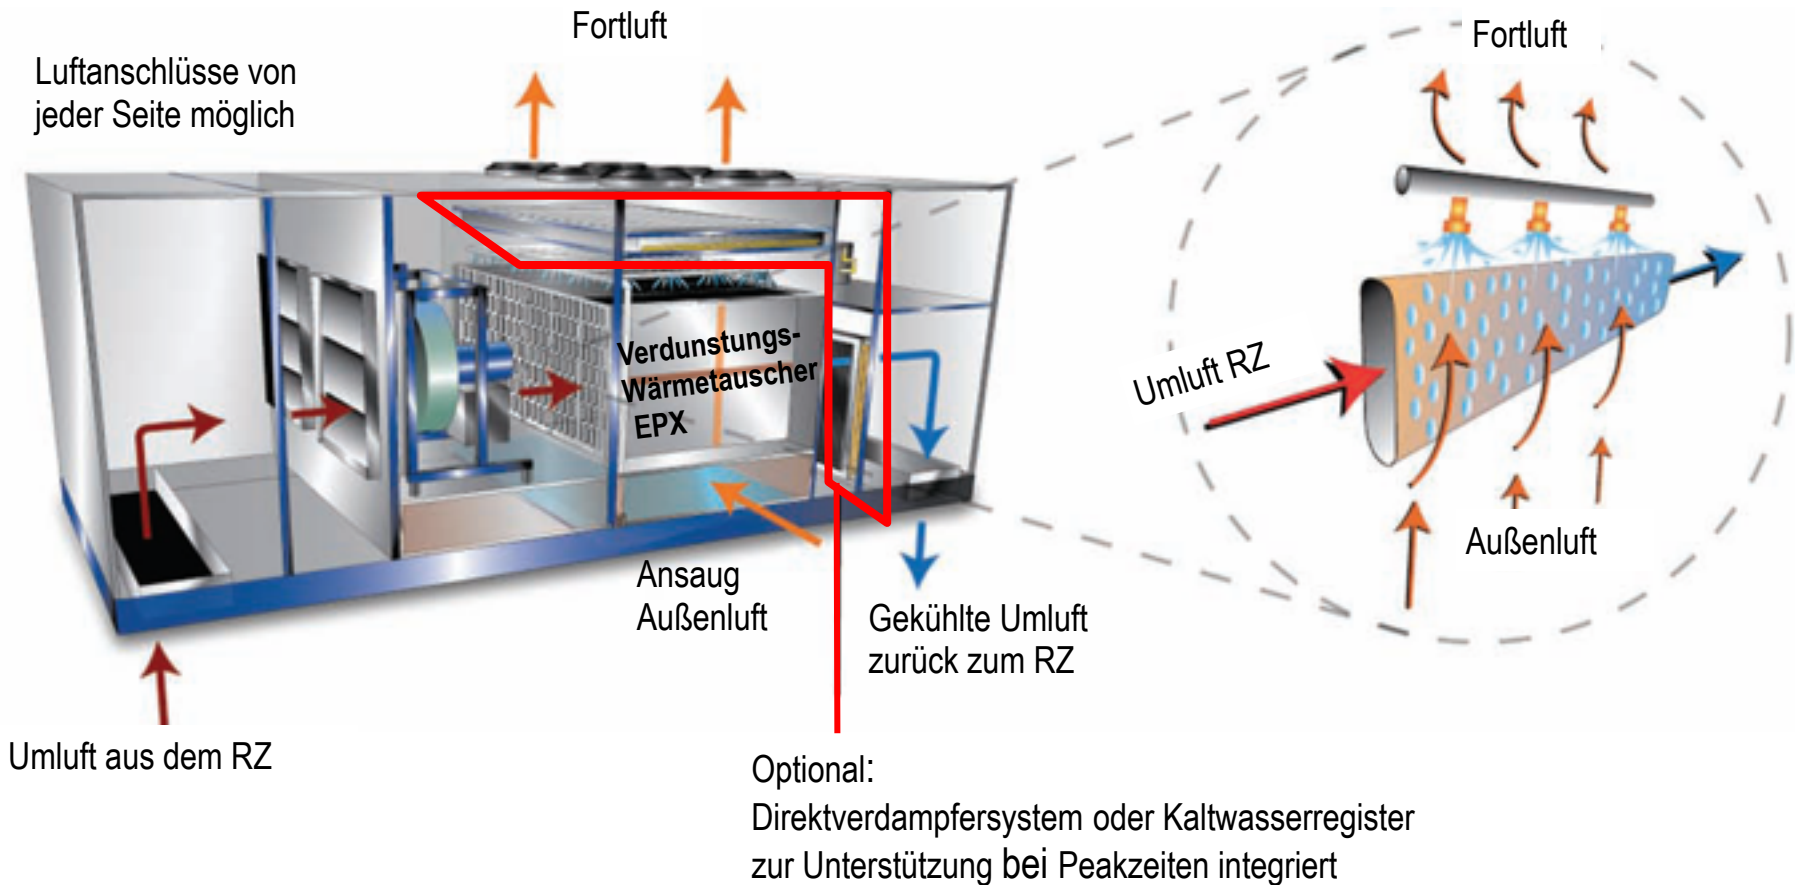 Fortluft
Luftanschlüsse von
jeder Seite möglich
Verdunstungs-
Wärmetauscher
EPX
Ansaug
Außenluft
Gekühlte Umluft
zurück zum RZ
Umluft aus dem RZ
Optional:
Direktverdampfersystem oder Kaltwasserregister
zur Unterstützung bei Peakzeiten integriert
Fortluft
Umluft RZ
Außenluft